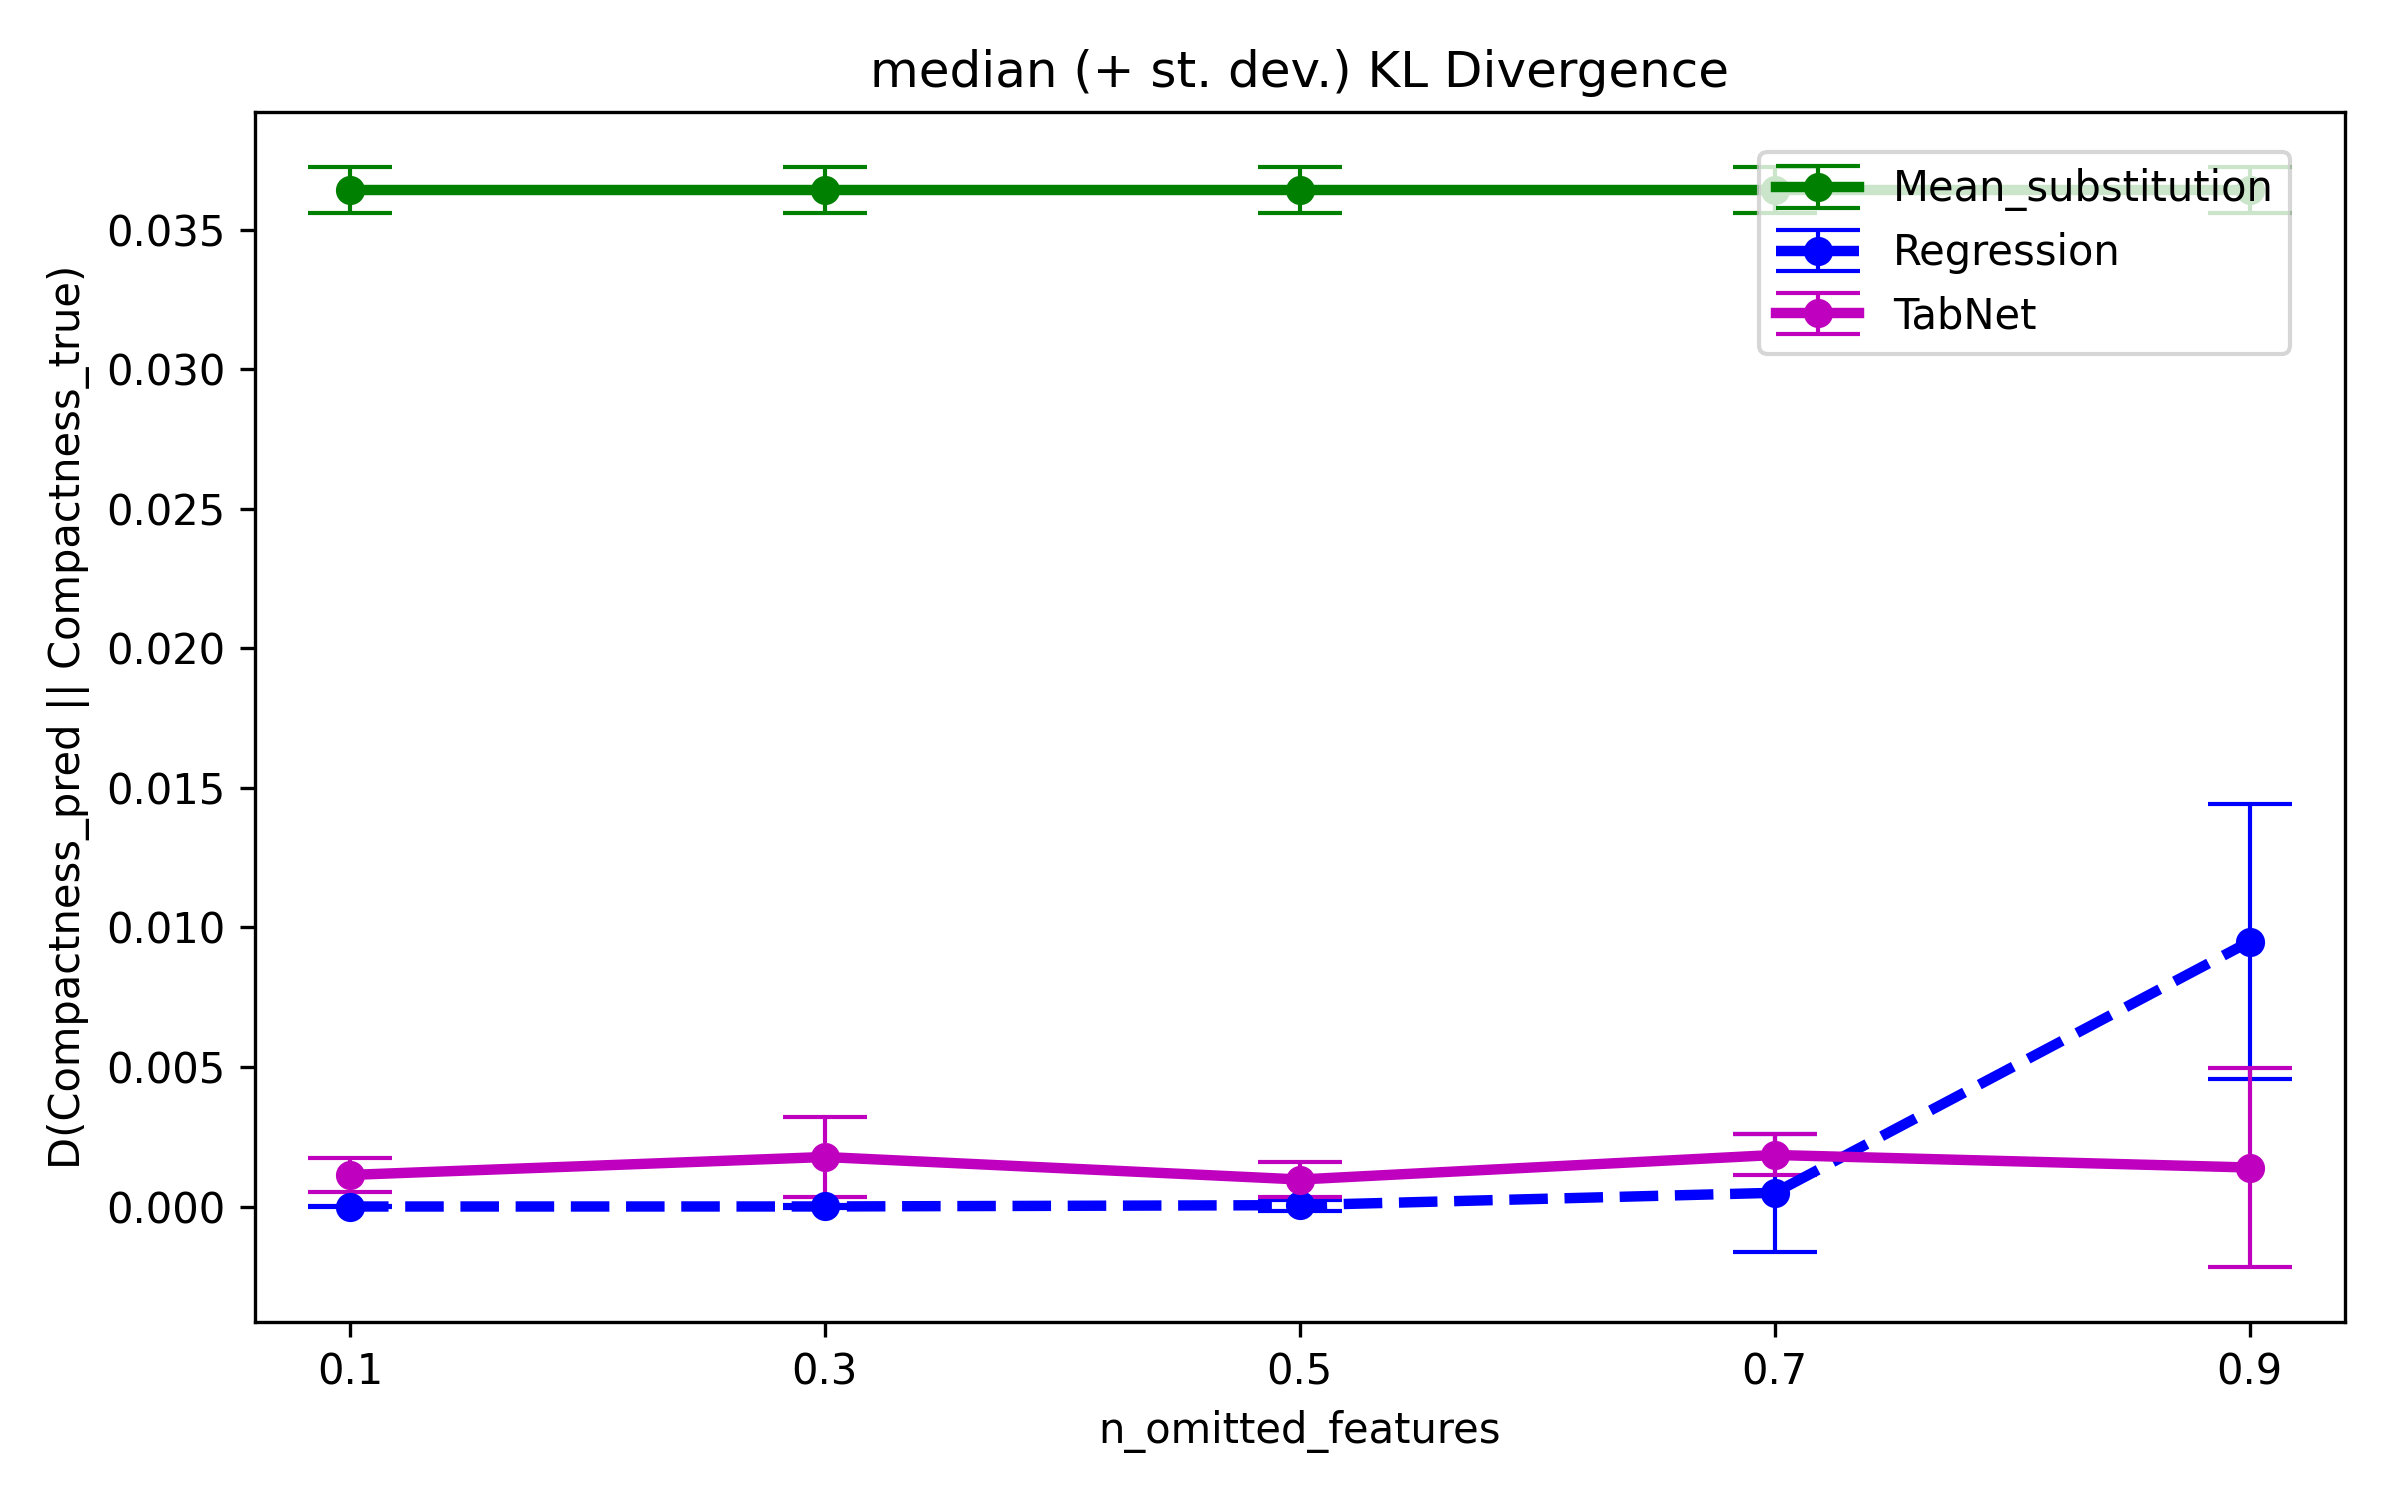 median (+ st. dev.) KL Divergence
Mean_substitution
Regression
TabNet
D(Compactness_pred || Compactness_true)
0.035
0.030
0.025
0.020
0.015
0.010
0.005
0.000
0.1 0.3 0.5 0.7 0.9
n_omitted_features